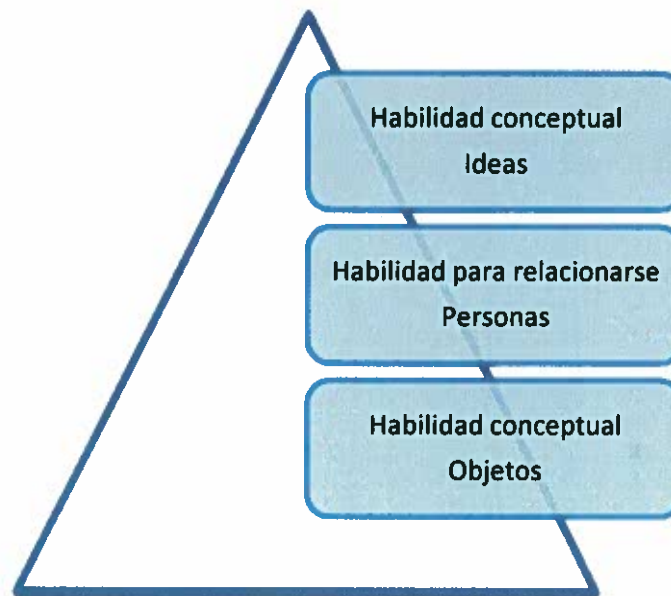 Habilidad conceptual
Ideas
Habilidad para relacionarse
Personas
Habilidad conceptual
Objetos